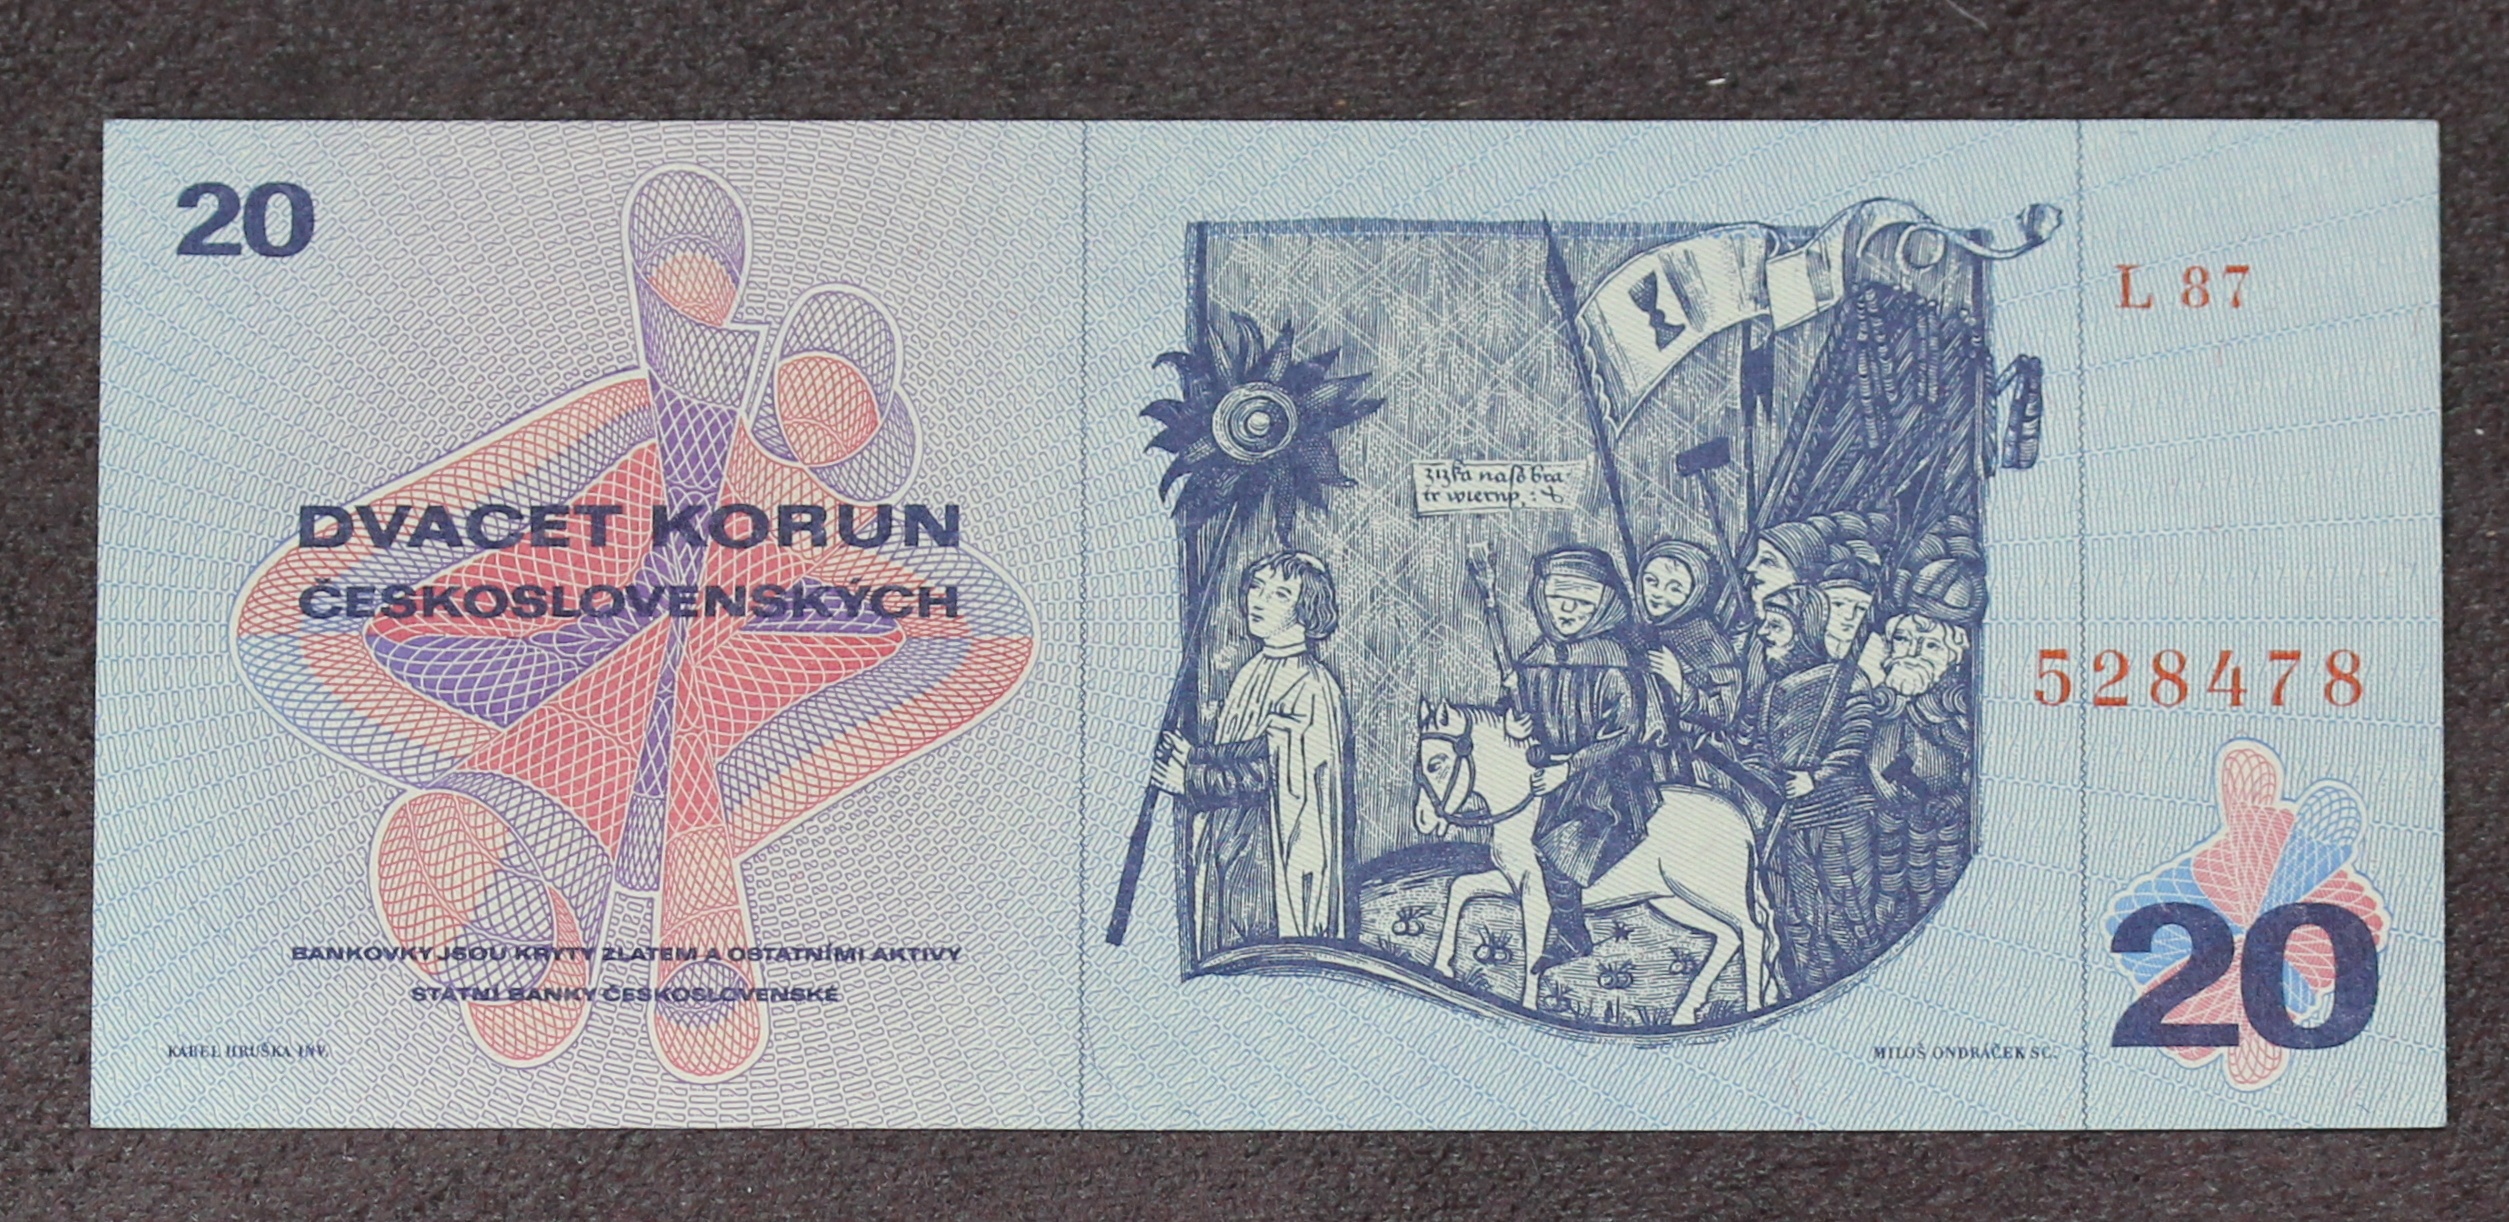 20
DVACET KORUN
ČESKOSLOVENSKÝCH
BANKOVKY JSOU KRYTY ZLATEM A OSTATNÍMI AKTIVY
STÁTNÍ BANKY ČESKOSLOVENSKÉ
KAREL HRUŠKA INV.
L 87
528478
20
MILOŠ ONDRÁČEK SC.